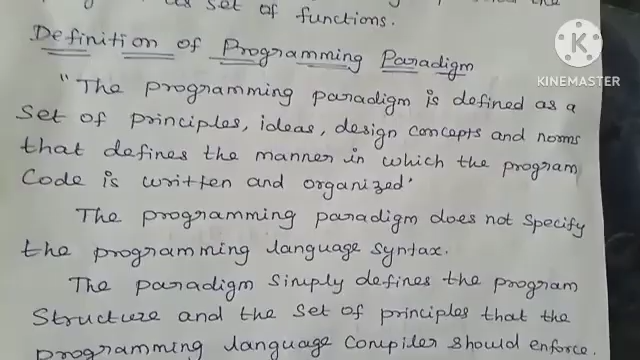 set of functions.
Definition of Programming Paradigm
"The programming paradigm is defined as a
set of principles, ideas, design concepts and norms
that defines the manner in which the program
code is written and organized"
The programming paradigm does not specify
the programming language syntax.
The paradigm simply defines the program
structure and the set of principles that the
programming language compiler should enforce.
KINEMASTER